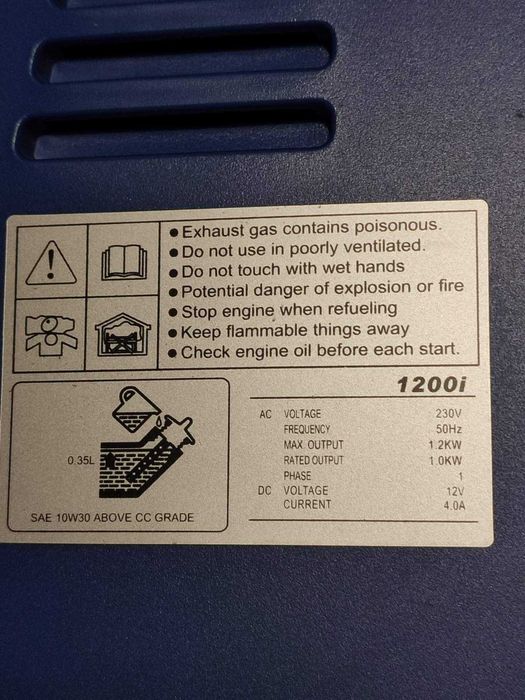 ● Exhaust gas contains poisonous.
● Do not use in poorly ventilated.
● Do not touch with wet hands
● Potential danger of explosion or fire
● Stop engine when refueling
● Keep flammable things away
● Check engine oil before each start.
0.35L
SAE 10W30 ABOVE CC GRADE
1200i
AC VOLTAGE 230V
FREQUENCY 50Hz
MAX. OUTPUT 1.2KW
RATED OUTPUT 1.0KW
PHASE 1
DC VOLTAGE 12V
CURRENT 4.0A